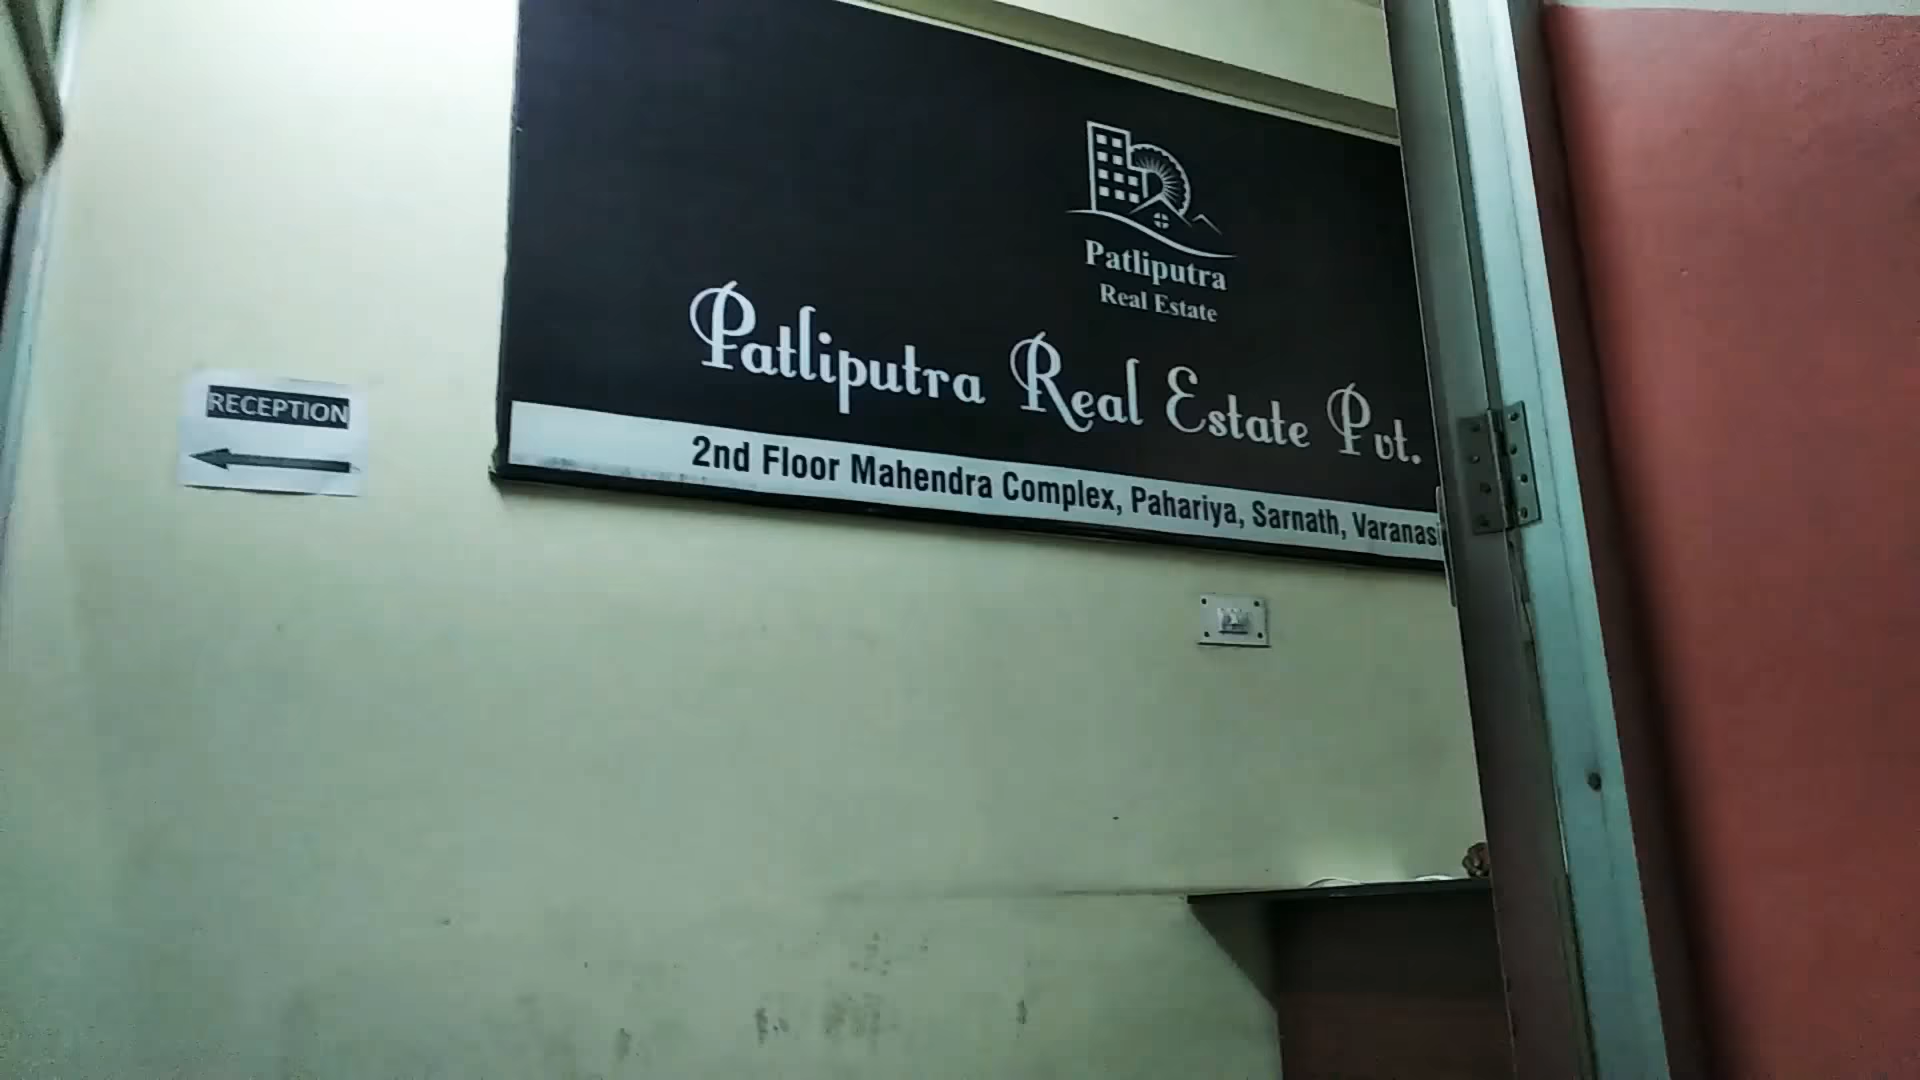 RECEPTION
Patliputra
Real Estate
Patliputra Real Estate Pvt.
2nd Floor Mahendra Complex, Pahariya, Sarnath, Varanasi